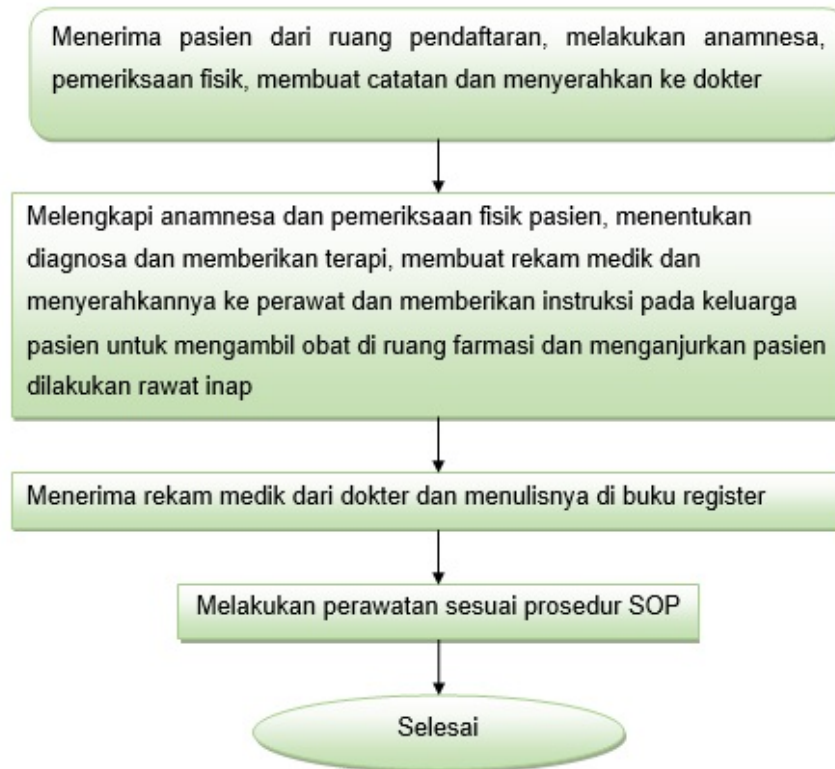 Menerima pasien dari ruang pendaftaran, melakukan anamnesa,
pemeriksaan fisik, membuat catatan dan menyerahkan ke dokter
Melengkapi anamnesa dan pemeriksaan fisik pasien, menentukan
diagnosa dan memberikan terapi, membuat rekam medik dan
menyerahkannya ke perawat dan memberikan instruksi pada keluarga
pasien untuk mengambil obat di ruang farmasi dan menganjurkan pasien
dilakukan rawat inap
Menerima rekam medik dari dokter dan menulisnya di buku register
Melakukan perawatan sesuai prosedur SOP
Selesai